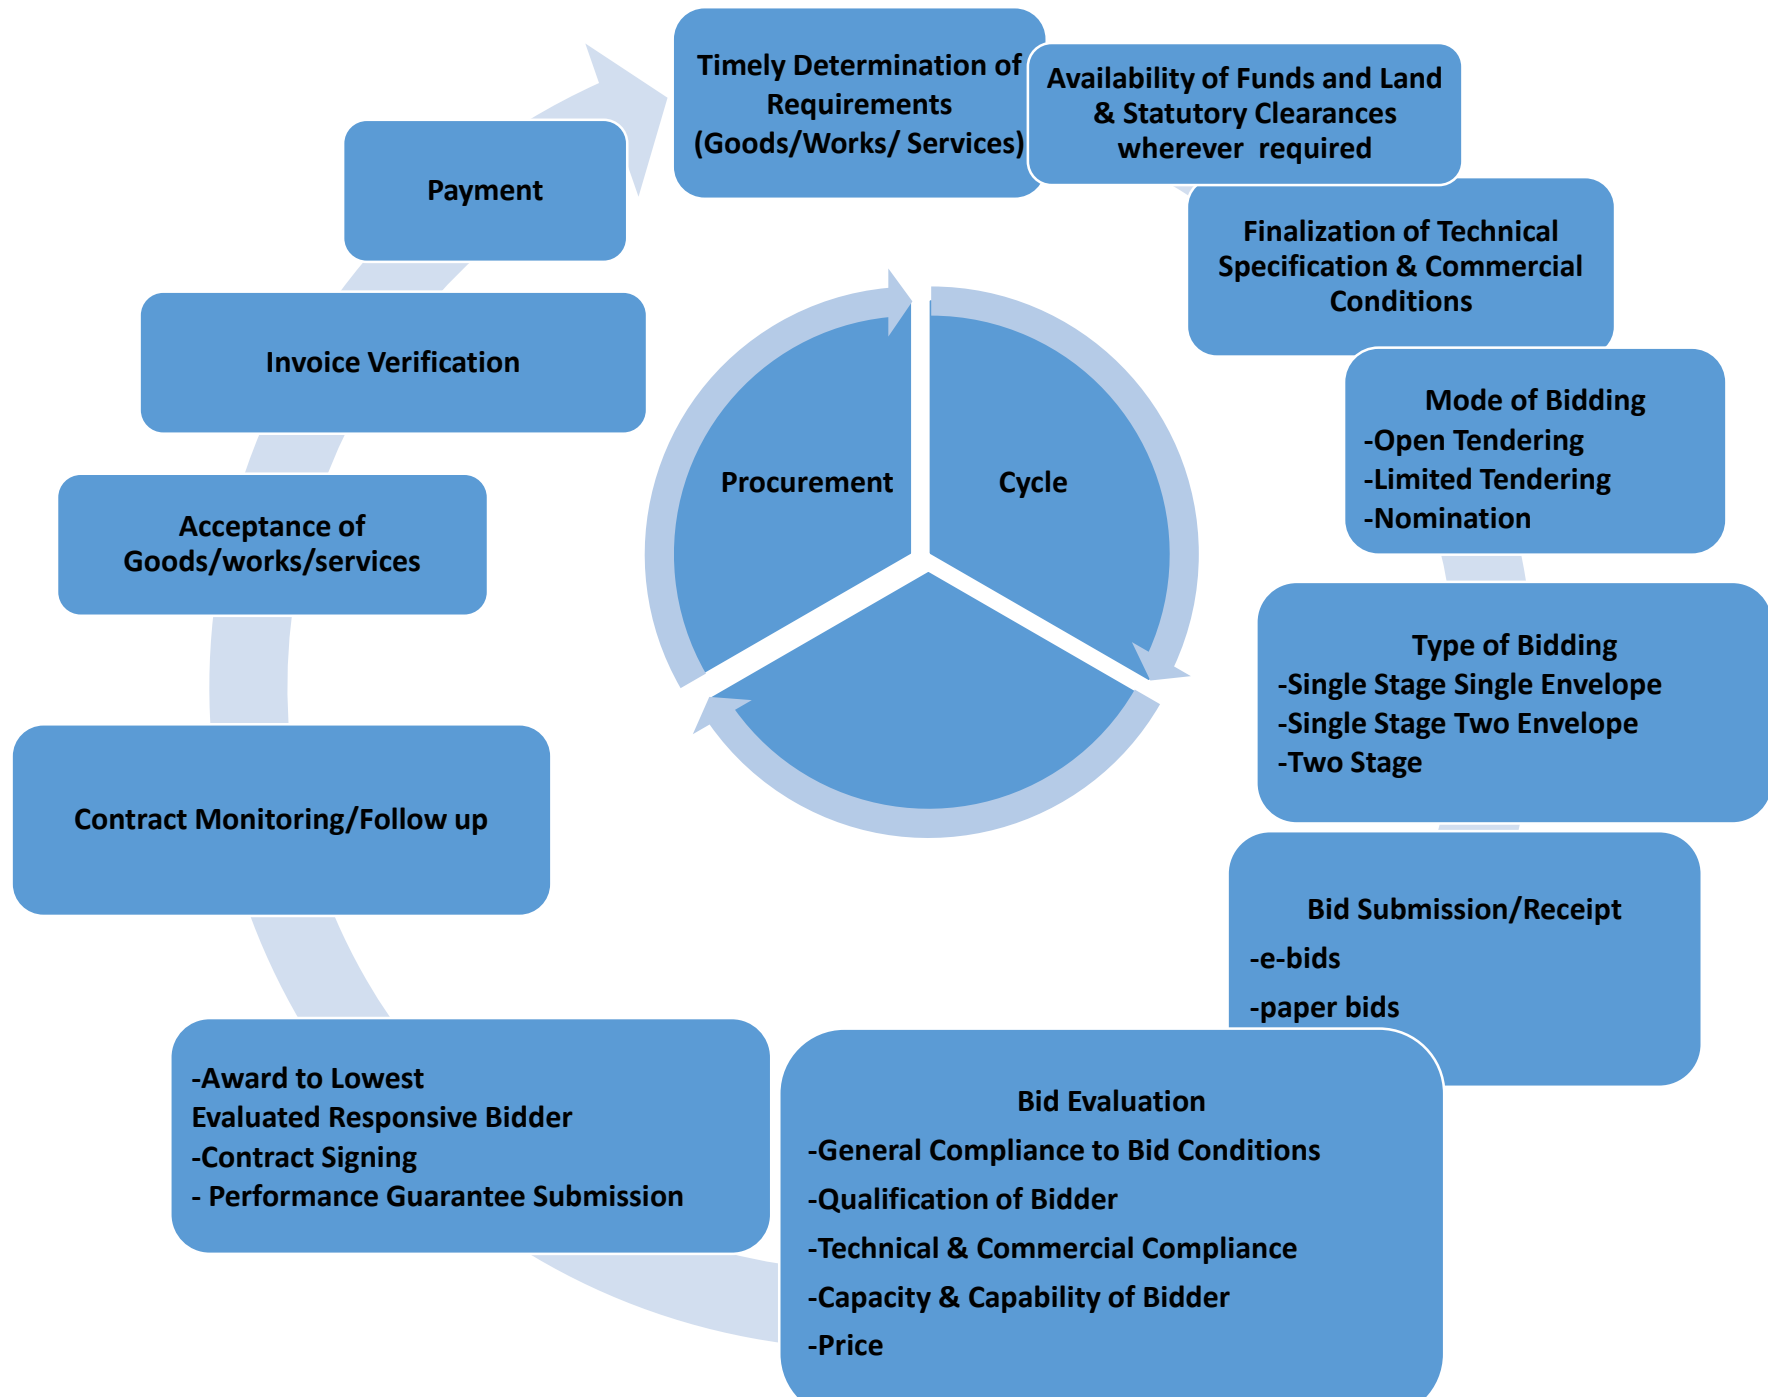 Timely Determination of
Requirements
(Goods/Works/ Services)
Availability of Funds and Land
& Statutory Clearances
wherever required
Finalization of Technical
Specification & Commercial
Conditions
Mode of Bidding
-Open Tendering
-Limited Tendering
-Nomination
Type of Bidding
-Single Stage Single Envelope
-Single Stage Two Envelope
-Two Stage
Bid Submission/Receipt
-e-bids
-paper bids
Bid Evaluation
-General Compliance to Bid Conditions
-Qualification of Bidder
-Technical & Commercial Compliance
-Capacity & Capability of Bidder
-Price
-Award to Lowest
Evaluated Responsive Bidder
-Contract Signing
- Performance Guarantee Submission
Contract Monitoring/Follow up
Acceptance of
Goods/works/services
Invoice Verification
Payment
Procurement
Cycle